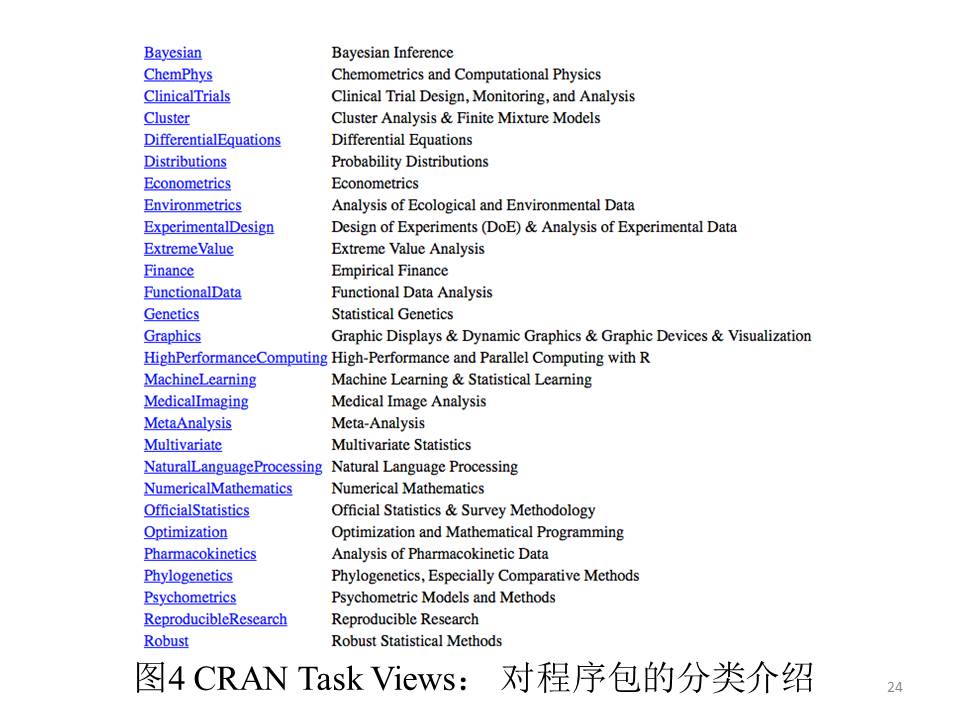 Bayesian Bayesian Inference
ChemPhys Chemometrics and Computational Physics
ClinicalTrials Clinical Trial Design, Monitoring, and Analysis
Cluster Cluster Analysis & Finite Mixture Models
DifferentialEquations Differential Equations
Distributions Probability Distributions
Econometrics Econometrics
Environmetrics Analysis of Ecological and Environmental Data
ExperimentalDesign Design of Experiments (DoE) & Analysis of Experimental Data
ExtremeValue Extreme Value Analysis
Finance Empirical Finance
FunctionalData Functional Data Analysis
Genetics Statistical Genetics
Graphics Graphic Displays & Dynamic Graphics & Graphic Devices & Visualization
HighPerformanceComputing High-Performance and Parallel Computing with R
MachineLearning Machine Learning & Statistical Learning
MedicalImaging Medical Image Analysis
MetaAnalysis Meta-Analysis
Multivariate Multivariate Statistics
NaturalLanguageProcessing Natural Language Processing
NumericalMathematics Numerical Mathematics
OfficialStatistics Official Statistics & Survey Methodology
Optimization Optimization and Mathematical Programming
Pharmacokinetics Analysis of Pharmacokinetic Data
Phylogenetics Phylogenetics, Especially Comparative Methods
Psychometrics Psychometric Models and Methods
ReproducibleResearch Reproducible Research
Robust Robust Statistical Methods
图4 CRAN Task Views： 对程序包的分类介绍
24